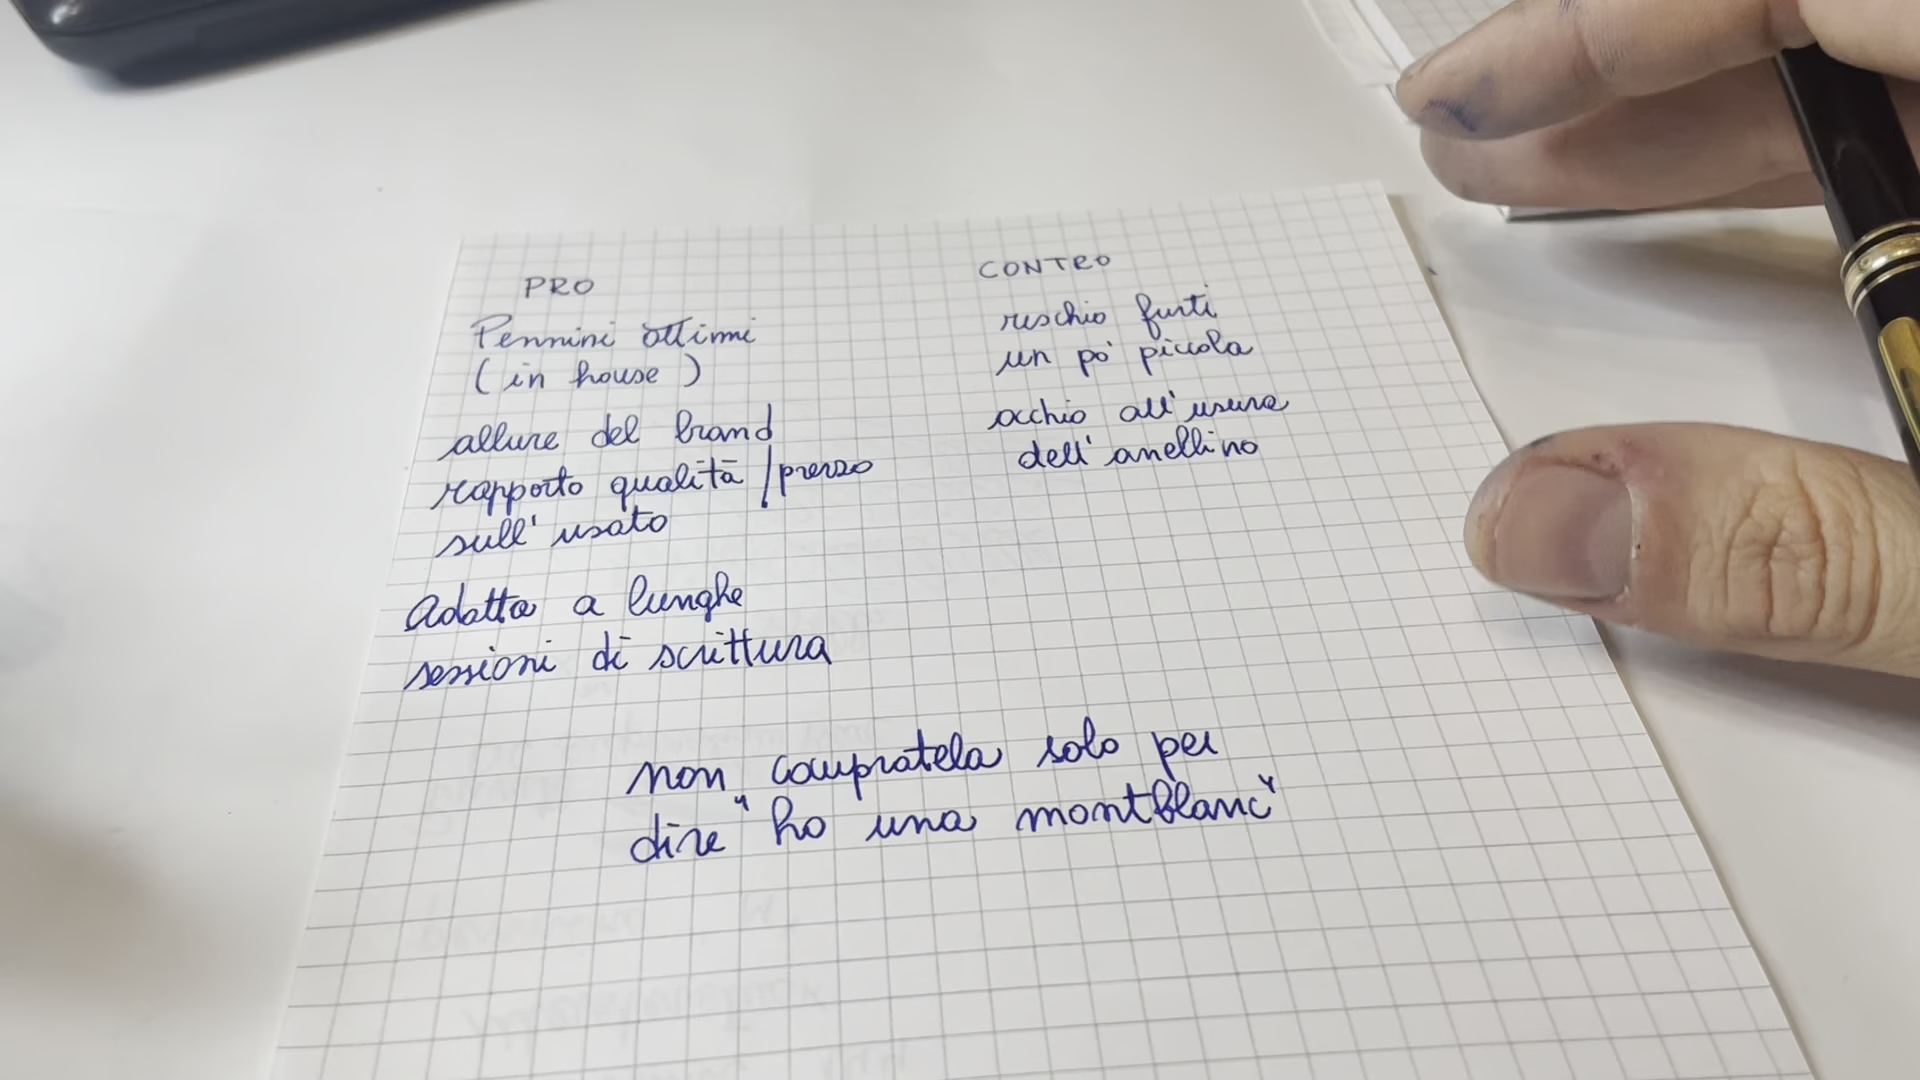 PRO
Pennini ottimi
(in house)
allure del brand
rapporto qualità/prezzo
sull'usato
Adatta a lunghe
sessioni di scrittura
CONTRO
rischio furti
un pò piccola
occhio all'usura
dell'anellino
non compratela solo per
dire "ho una montblanc"